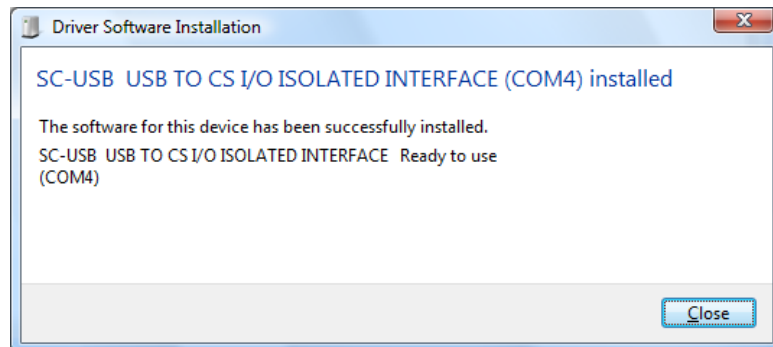 Driver Software Installation
SC-USB USB TO CS I/O ISOLATED INTERFACE (COM4) installed
The software for this device has been successfully installed.
SC-USB USB TO CS I/O ISOLATED INTERFACE Ready to use
(COM4)
Close